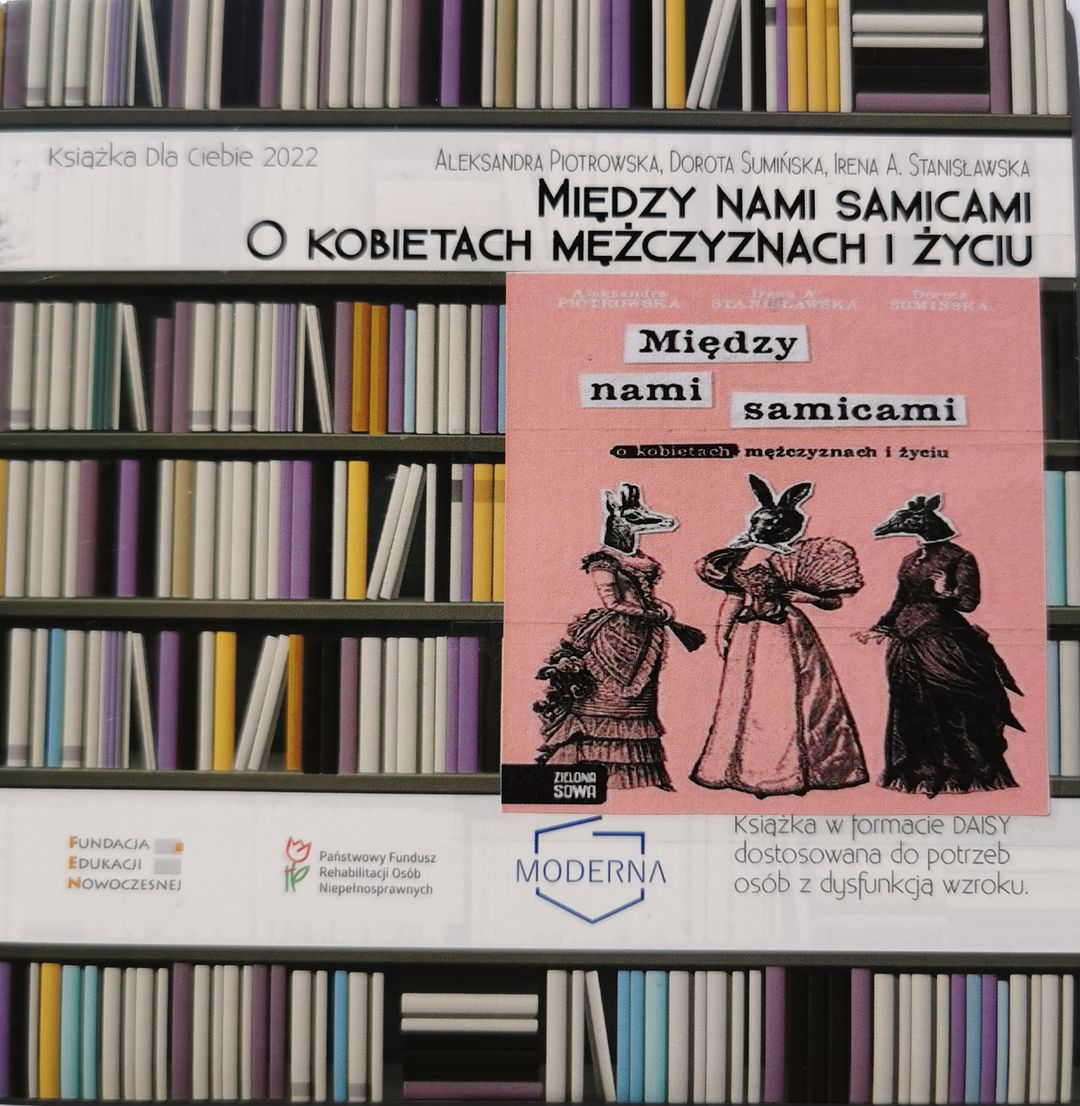 Książka Dla Ciebie 2022
Aleksandra Piotrowska, Dorota Sumińska, Irena A. Stanisławska
Między nami samicami
O kobietach mężczyznach i życiu
Aleksandra PIOTROWSKA
Irena A. STANISŁAWSKA
Dorota SUMIŃSKA
Między
nami
samicami
o kobietach mężczyznach i życiu
ZIELONA
SOWA
Fundacja
Edukacji
Nowoczesnej
Państwowy Fundusz
Rehabilitacji Osób
Niepełnosprawnych
MODERNA
Książka w formacie DAISY
dostosowana do potrzeb
osób z dysfunkcją wzroku.